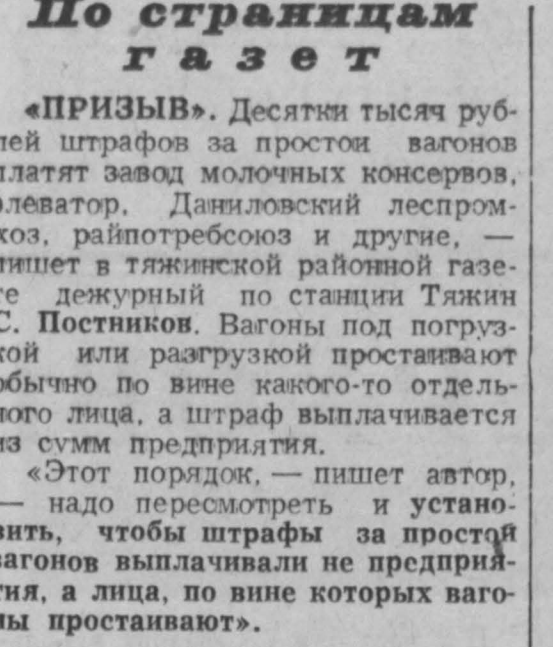 По страницам
газет
«ПРИЗЫВ». Десятки тысяч руб-
лей штрафов за простои вагонов
платят завод молочных консервов,
элеватор, Даниловский леспром-
хоз, райпотребсоюз и другие, —
пишет в тяжинской районной газе-
те дежурный по станции Тяжин
С. Постников. Вагоны под погруз-
кой или разгрузкой простаивают
обычно по вине какого-то отдель-
ного лица, а штраф выплачивается
из сумм предприятия.
«Этот порядок, — пишет автор,
— надо пересмотреть и устано-
вить, чтобы штрафы за простой
вагонов выплачивали не предприя-
тия, а лица, по вине которых ваго-
ны простаивают».